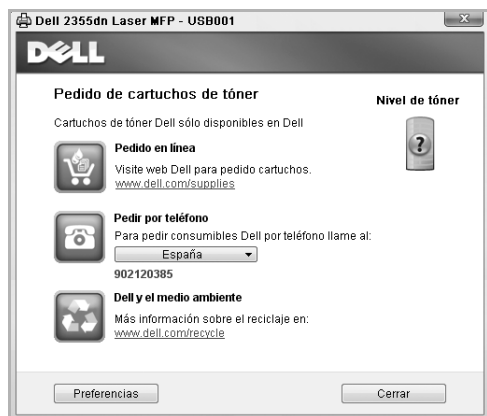 Dell 2355dn Laser MFP - USB001
DELL
Pedido de cartuchos de tóner
Nivel de tóner
Cartuchos de tóner Dell sólo disponibles en Dell
?
Pedido en línea
Visite web Dell para pedido cartuchos.
www.dell.com/supplies
Pedir por teléfono
Para pedir consumibles Dell por teléfono llame al:
España
902120385
Dell y el medio ambiente
Más información sobre el reciclaje en:
www.dell.com/recycle
Preferencias
Cerrar